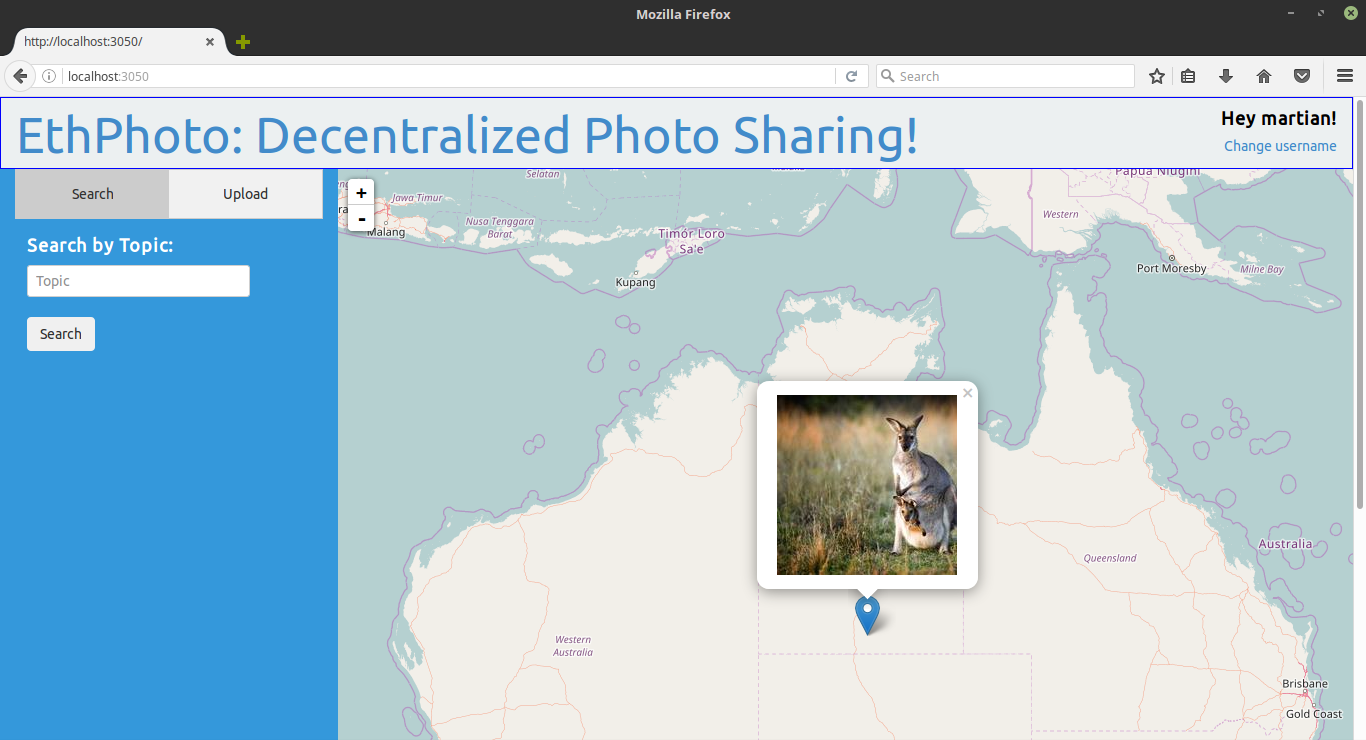 Mozilla Firefox
http://localhost:3050/
localhost:3050
Search
EthPhoto: Decentralized Photo Sharing!
Hey martian!
Change username
Search
Upload
Search by Topic:
Topic
Search
+
-
Selatan
Papua Niugini
Jawa Timur
Malang
Nusa Tenggara
Barat
Timór Loro
Sa'e
Kupang
Western
Port Moresby
Milne Bay
Australia
Queensland
Western
Australia
Brisbane
Gold Coast